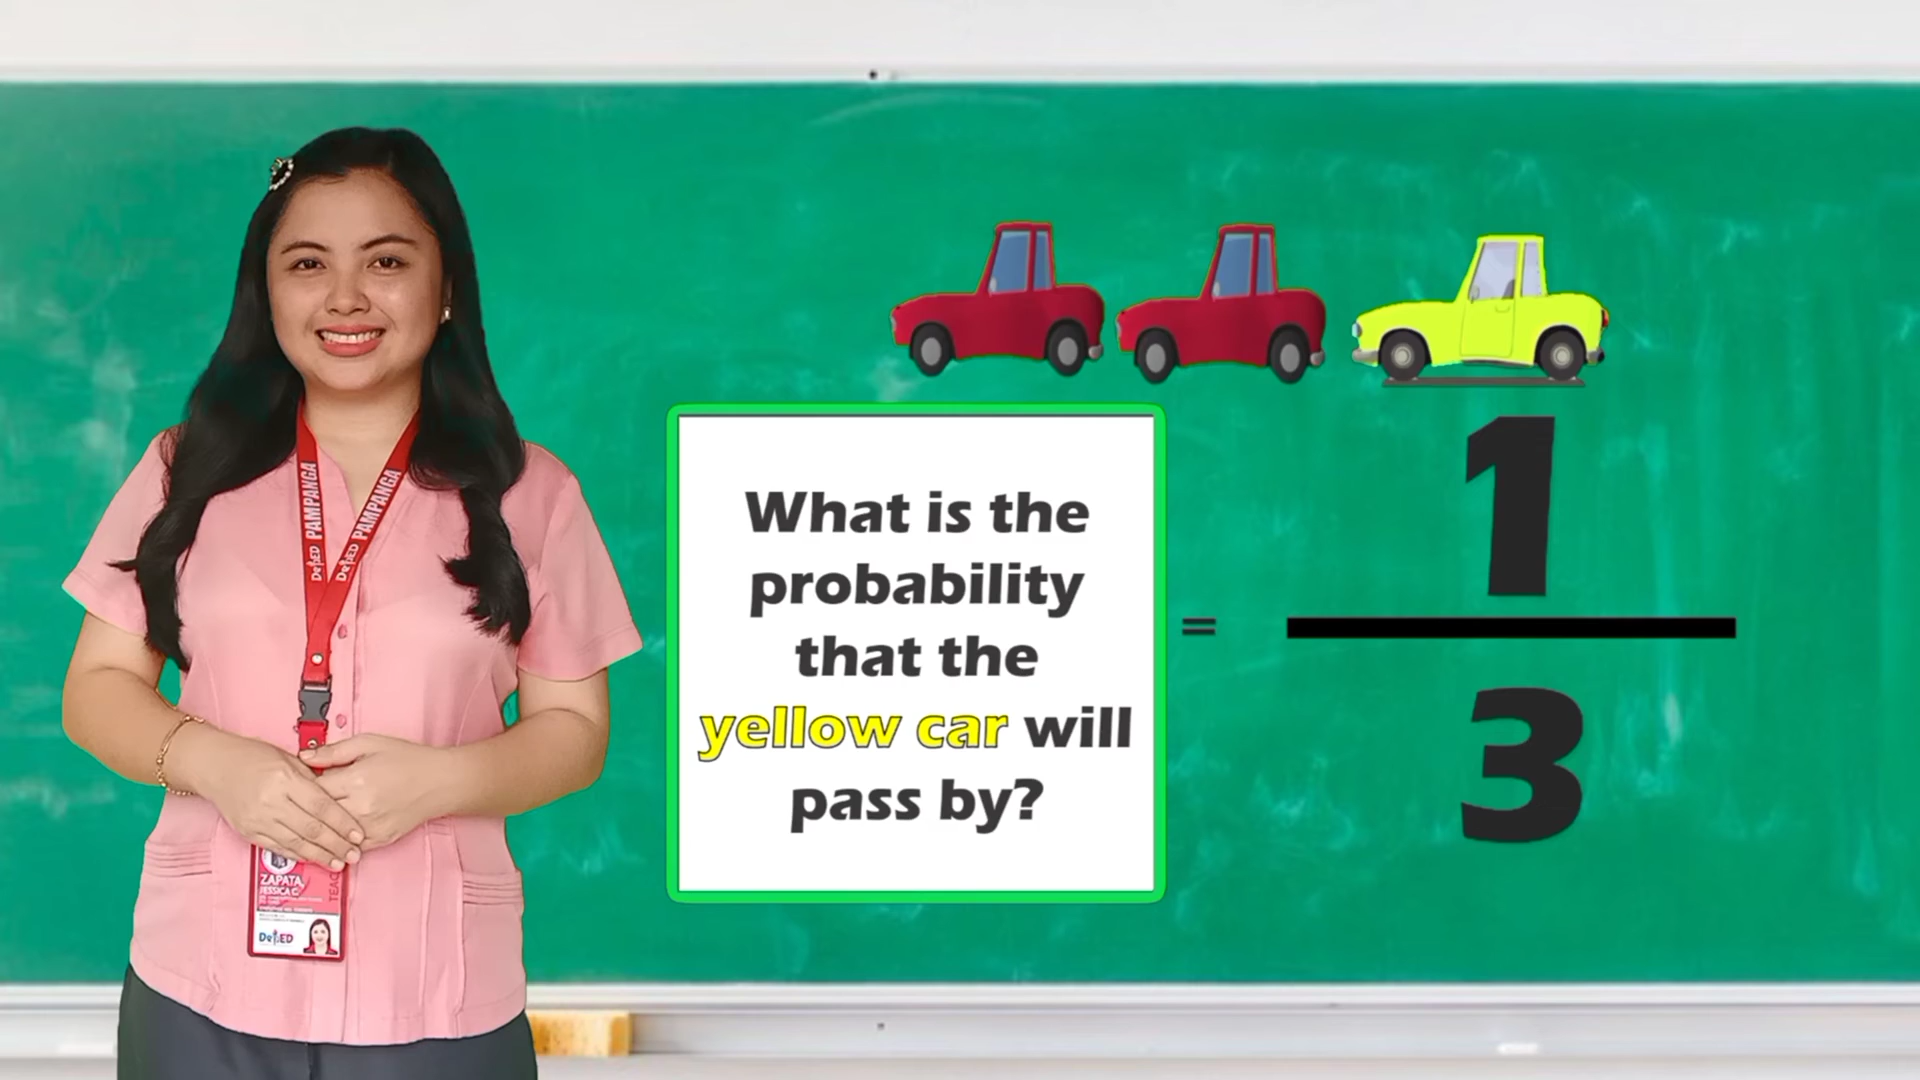 What is the
probability
that the
yellow car will
pass by?
=
1
3
DepED PAMPANGA
DepED PAMPANGA
ZAPATA,
JESSICA C.
TEAC
DepED